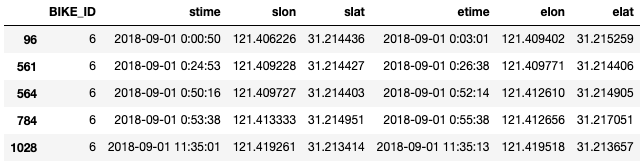 BIKE_ID stime slon slat etime elon elat
96 6 2018-09-01 0:00:50 121.406226 31.214436 2018-09-01 0:03:01 121.409402 31.215259
561 6 2018-09-01 0:24:53 121.409228 31.214427 2018-09-01 0:26:38 121.409771 31.214406
564 6 2018-09-01 0:50:16 121.409727 31.214403 2018-09-01 0:52:14 121.412610 31.214905
784 6 2018-09-01 0:53:38 121.413333 31.214951 2018-09-01 0:55:38 121.412656 31.217051
1028 6 2018-09-01 11:35:01 121.419261 31.213414 2018-09-01 11:35:13 121.419518 31.213657